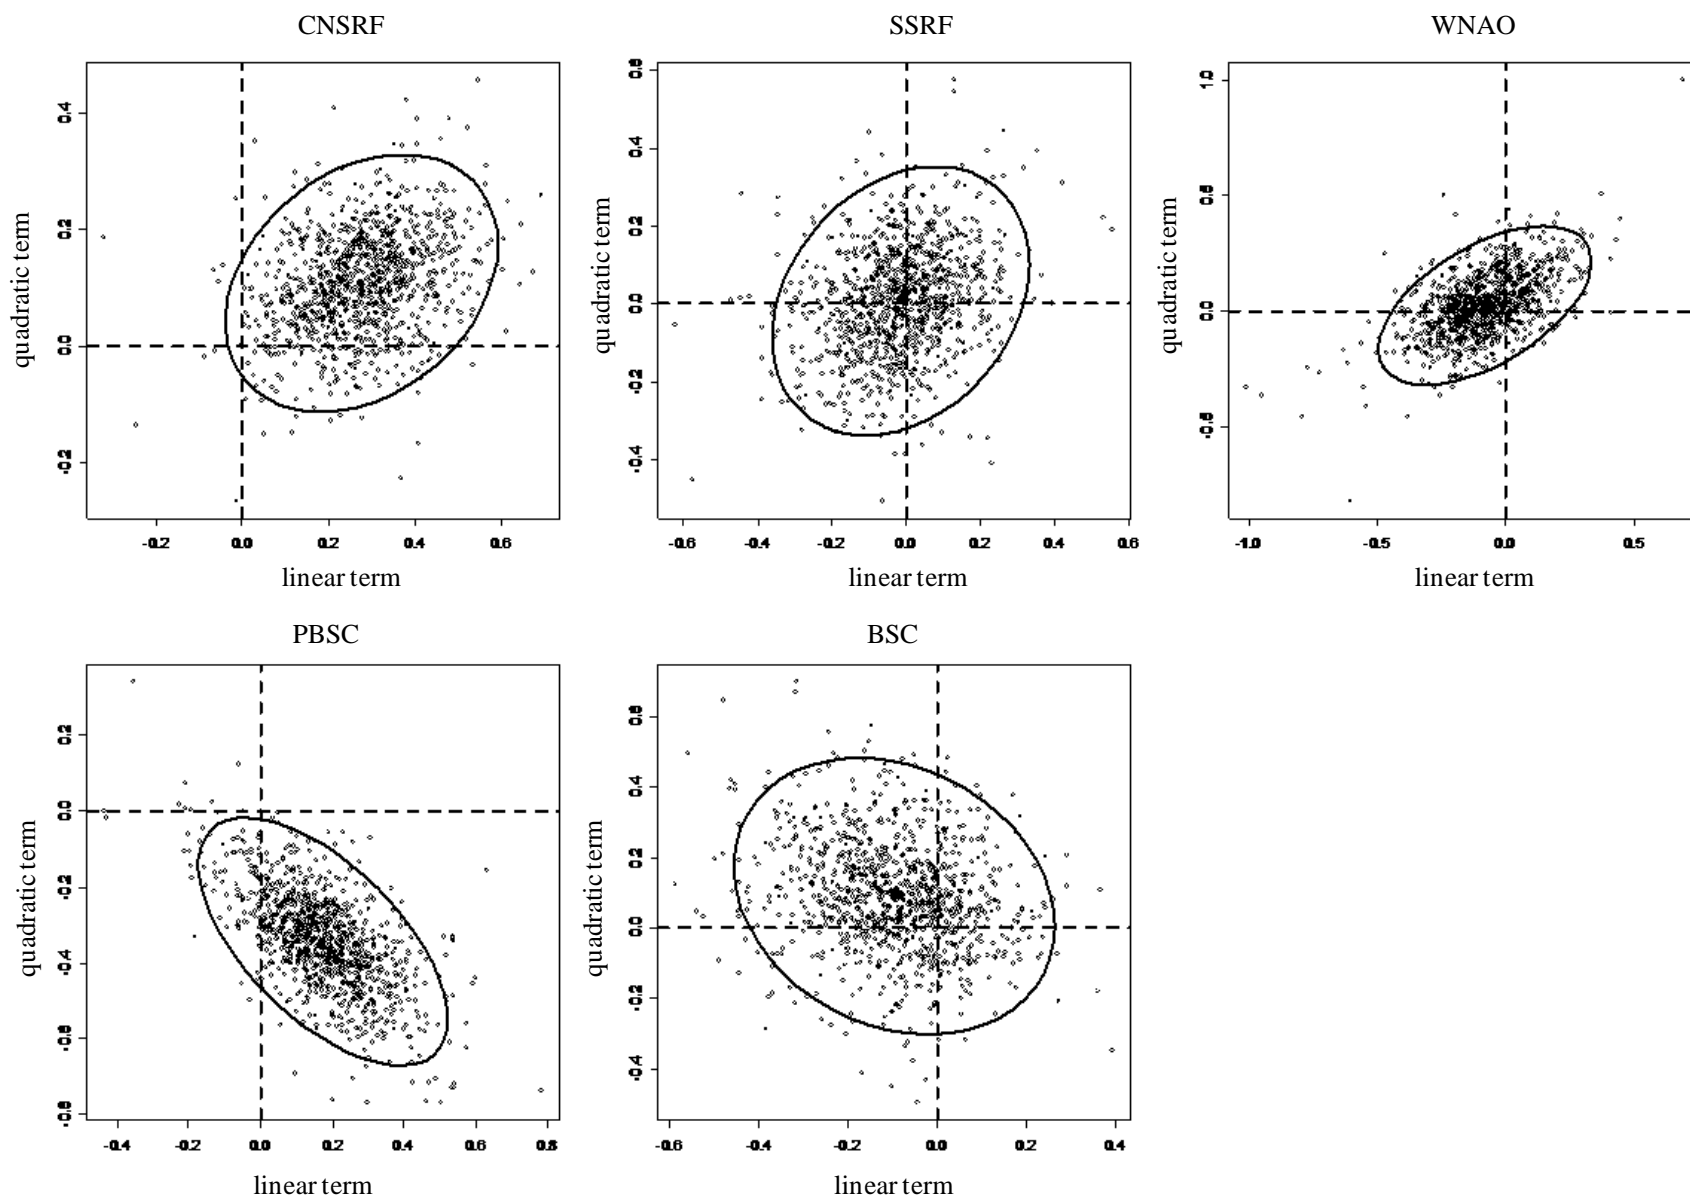 CNSRF SSRF WNAO
quadratic term
0.4
0.2
0.0
-0.2
-0.2 0.0 0.2 0.4 0.6
linear term
quadratic term
0.6
0.4
0.2
0.0
-0.2
-0.4
-0.6 -0.4 -0.2 0.0 0.2 0.4 0.6
linear term
quadratic term
1.0
0.5
0.0
-0.5
-1.0 -0.5 0.0 0.5
linear term
PBSC BSC
quadratic term
0.2
0.0
-0.2
-0.4
-0.6
-0.8
-0.4 -0.2 0.0 0.2 0.4 0.6 0.8
linear term
quadratic term
0.6
0.4
0.2
0.0
-0.2
-0.4
-0.6 -0.4 -0.2 0.0 0.2 0.4
linear term